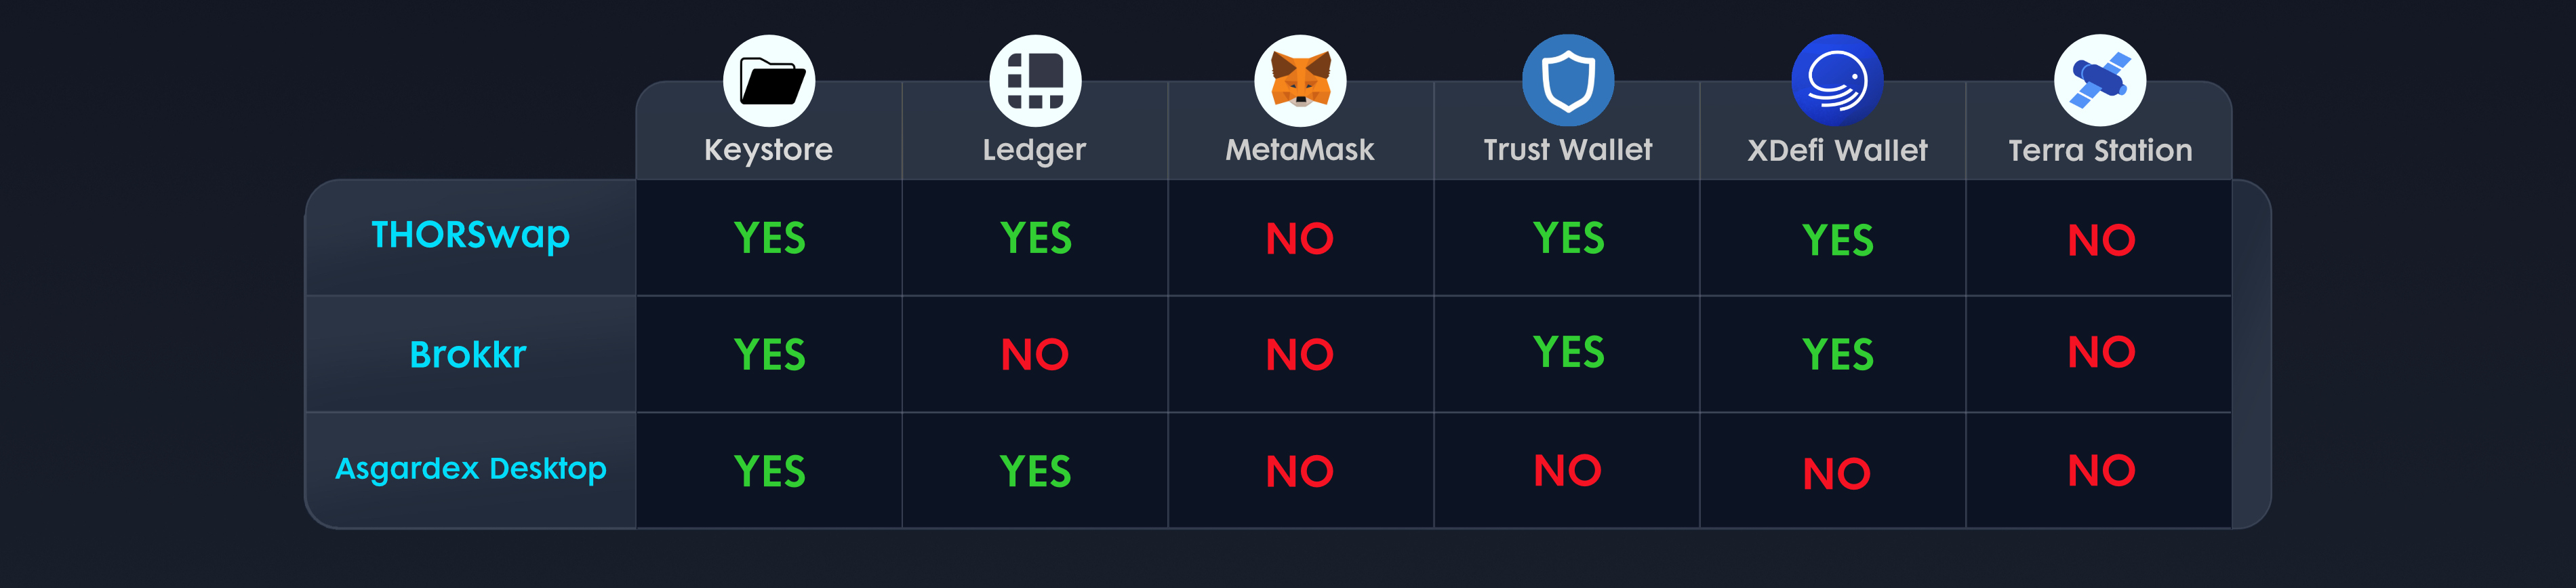 Keystore Ledger MetaMask Trust Wallet XDefi Wallet Terra Station
THORSwap YES YES NO YES YES NO
Brokkr YES NO NO YES YES NO
Asgardex Desktop YES YES NO NO NO NO